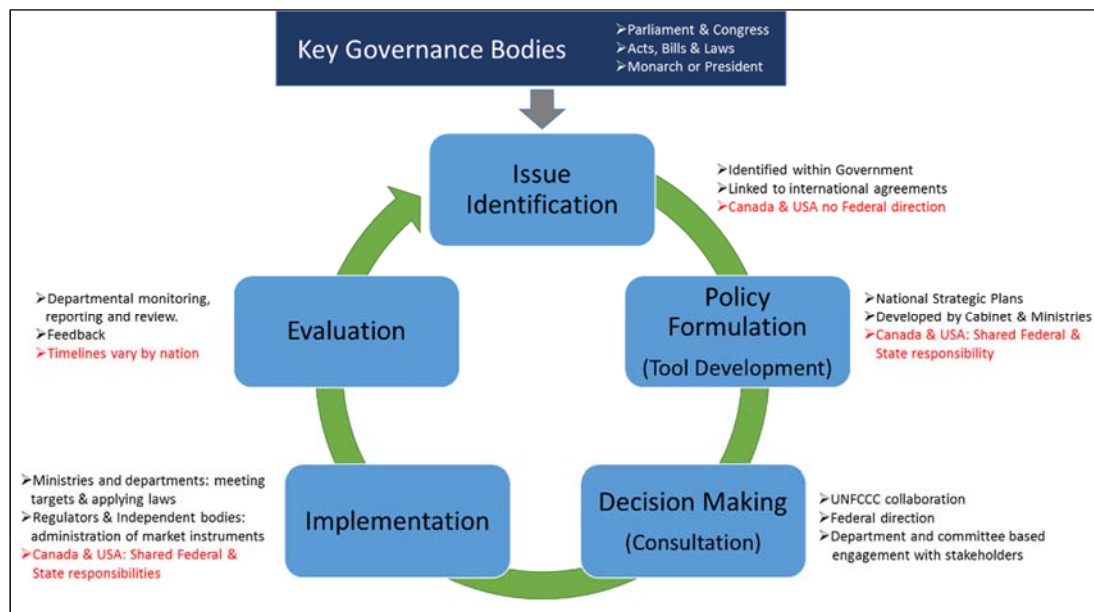 Key Governance Bodies
➢Parliament & Congress
➢Acts, Bills & Laws
➢Monarch or President
Issue
Identification
➢Identified within Government
➢Linked to international agreements
➢Canada & USA no Federal direction
Policy
Formulation
(Tool Development)
➢National Strategic Plans
➢Developed by Cabinet & Ministries
➢Canada & USA: Shared Federal &
State responsibility
Decision Making
(Consultation)
➢UNFCCC collaboration
➢Federal direction
➢Department and committee based
engagement with stakeholders
Implementation
➢Ministries and departments: meeting
targets & applying laws
➢Regulators & Independent bodies:
administration of market instruments
➢Canada & USA: Shared Federal &
State responsibilities
Evaluation
➢Departmental monitoring,
reporting and review.
➢Feedback
➢Timelines vary by nation